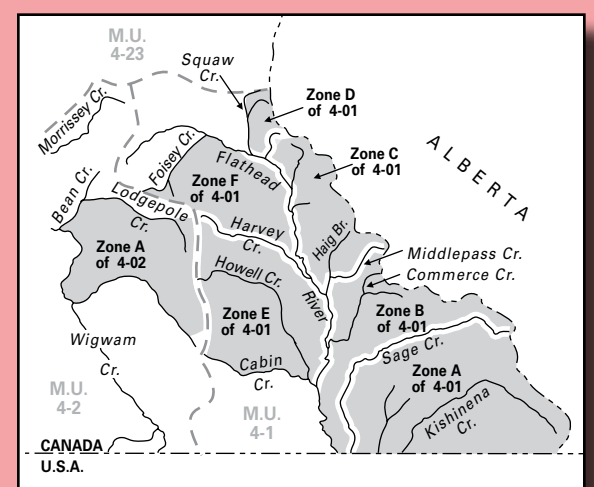 M.U.
4-23
Squaw
Cr.
Zone D
of 4-01
Morrissey Cr.
ALBERTA
Foisey Cr.
Flathead
Zone C
of 4-01
Bean Cr.
Zone F
of 4-01
Lodgepole
Cr.
Harvey
Cr.
Haig Br.
Zone A
of 4-02
Middlepass Cr.
Commerce Cr.
Howell Cr.
River
Zone B
of 4-01
Zone E
of 4-01
Wigwam
Cr.
Sage Cr.
Cabin
Cr.
Zone A
of 4-01
M.U.
4-2
Kishinena
Cr.
M.U.
4-1
CANADA
U.S.A.